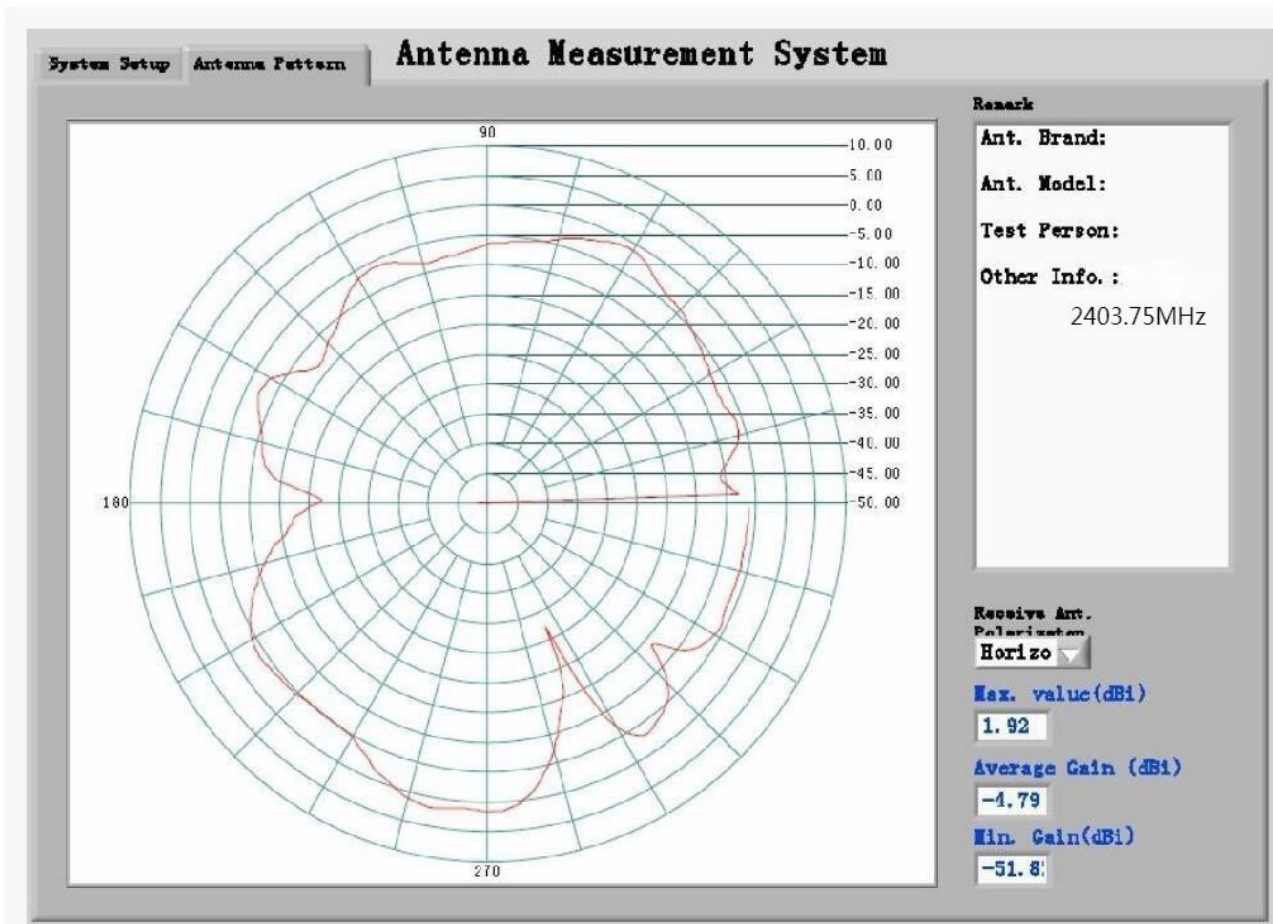 Antenna Measurement System
System Setup
Antenna Pattern
90
10.00
5.00
0.00
-5.00
-10.00
-15.00
-20.00
-25.00
-30.00
-35.00
-40.00
-45.00
-50.00
180
270
Remark
Ant. Brand:
Ant. Model:
Test Person:
Other Info.:
2403.75MHz
Receive Ant.
Horizo
Max. value(dBi)
1.92
Average Gain (dBi)
-4.79
Min. Gain(dBi)